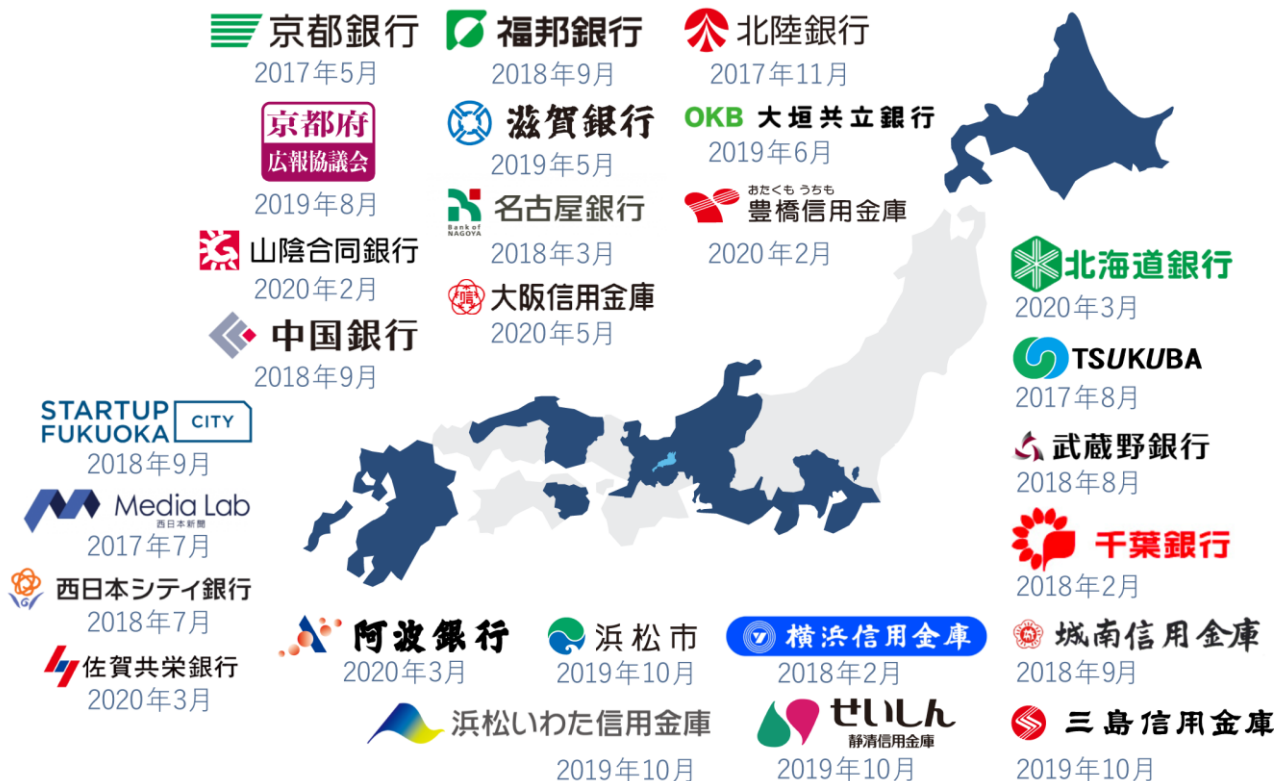 京都銀行
2017年5月
福邦銀行
2018年9月
北陸銀行
2017年11月
京都府
広報協議会
2019年8月
滋賀銀行
2019年5月
OKB 大垣共立銀行
2019年6月
山陰合同銀行
2020年2月
Bank of
NAGOYA
名古屋銀行
2018年3月
おたくも うちも
豊橋信用金庫
2020年2月
中国銀行
2018年9月
信
大阪信用金庫
2020年5月
北海道銀行
2020年3月
TSUKUBA
2017年8月
武蔵野銀行
2018年8月
千葉銀行
2018年2月
STARTUP
FUKUOKA
CITY
2018年9月
Media Lab
西日本新聞
2017年7月
西日本シティ銀行
2018年7月
佐賀共栄銀行
2020年3月
阿波銀行
2020年3月
浜松市
2019年10月
横浜信用金庫
2018年2月
城南信用金庫
2018年9月
浜松いわた信用金庫
2019年10月
せいしん
静清信用金庫
2019年10月
三島信用金庫
2019年10月